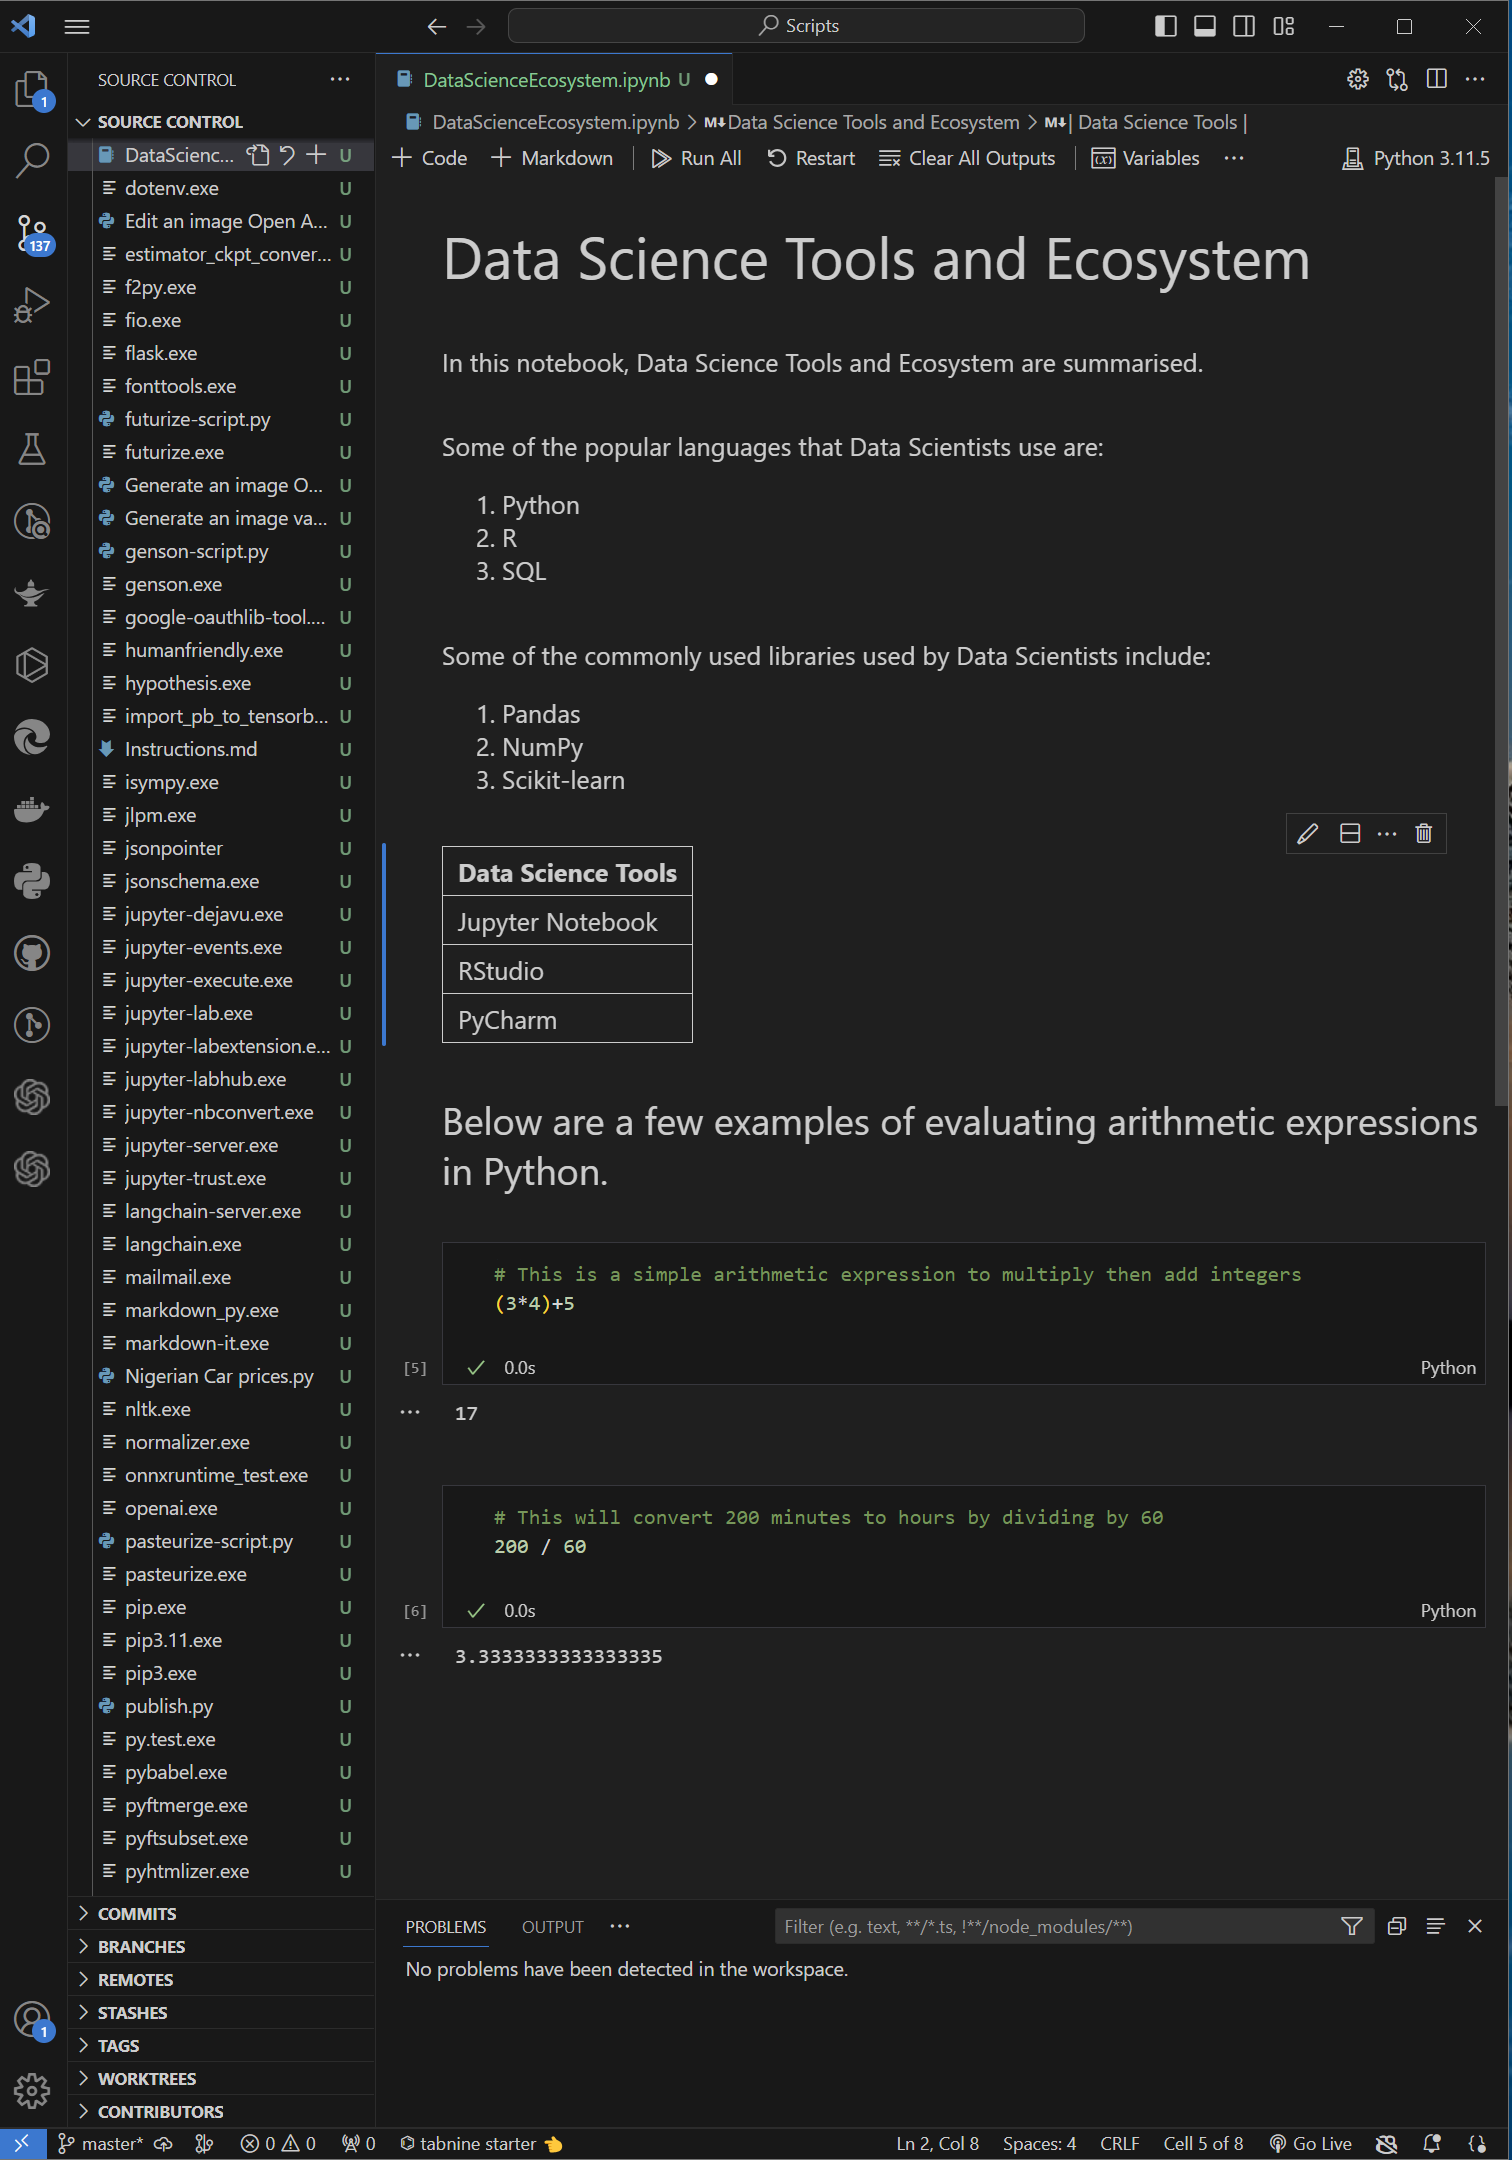 Scripts
SOURCE CONTROL
SOURCE CONTROL
DataScienc... U
dotenv.exe U
Edit an image Open A... U
estimator_ckpt_conver... U
f2py.exe U
fio.exe U
flask.exe U
fonttools.exe U
futurize-script.py U
futurize.exe U
Generate an image O... U
Generate an image va... U
genson-script.py U
genson.exe U
google-oauthlib-tool.... U
humanfriendly.exe U
hypothesis.exe U
import_pb_to_tensorb... U
Instructions.md U
isympy.exe U
jlpm.exe U
jsonpointer U
jsonschema.exe U
jupyter-dejavu.exe U
jupyter-events.exe U
jupyter-execute.exe U
jupyter-lab.exe U
jupyter-labextension.e... U
jupyter-labhub.exe U
jupyter-nbconvert.exe U
jupyter-server.exe U
jupyter-trust.exe U
langchain-server.exe U
langchain.exe U
mailmail.exe U
markdown_py.exe U
markdown-it.exe U
Nigerian Car prices.py U
nltk.exe U
normalizer.exe U
onnxruntime_test.exe U
openai.exe U
pasteurize-script.py U
pasteurize.exe U
pip.exe U
pip3.11.exe U
pip3.exe U
publish.py U
py.test.exe U
pybabel.exe U
pyftmerge.exe U
pyftsubset.exe U
pyhtmlizer.exe U
COMMITS
BRANCHES
REMOTES
STASHES
TAGS
WORKTREES
CONTRIBUTORS
1
137
1
DataScienceEcosystem.ipynb U
DataScienceEcosystem.ipynb > M↓Data Science Tools and Ecosystem > M↓| Data Science Tools |
+ Code + Markdown Run All Restart Clear All Outputs Variables ... Python 3.11.5
Data Science Tools and Ecosystem
In this notebook, Data Science Tools and Ecosystem are summarised.
Some of the popular languages that Data Scientists use are:
1. Python
2. R
3. SQL
Some of the commonly used libraries used by Data Scientists include:
1. Pandas
2. NumPy
3. Scikit-learn
Data Science Tools
Jupyter Notebook
RStudio
PyCharm
Below are a few examples of evaluating arithmetic expressions
in Python.
# This is a simple arithmetic expression to multiply then add integers
(3*4)+5
[5] 0.0s Python
17
# This will convert 200 minutes to hours by dividing by 60
200 / 60
[6] 0.0s Python
3.3333333333333335
PROBLEMS OUTPUT ... Filter (e.g. text, **/*.ts, !**/node_modules/**)
No problems have been detected in the workspace.
master* 0 0 0 tabnine starter Ln 2, Col 8 Spaces: 4 CRLF Cell 5 of 8 Go Live